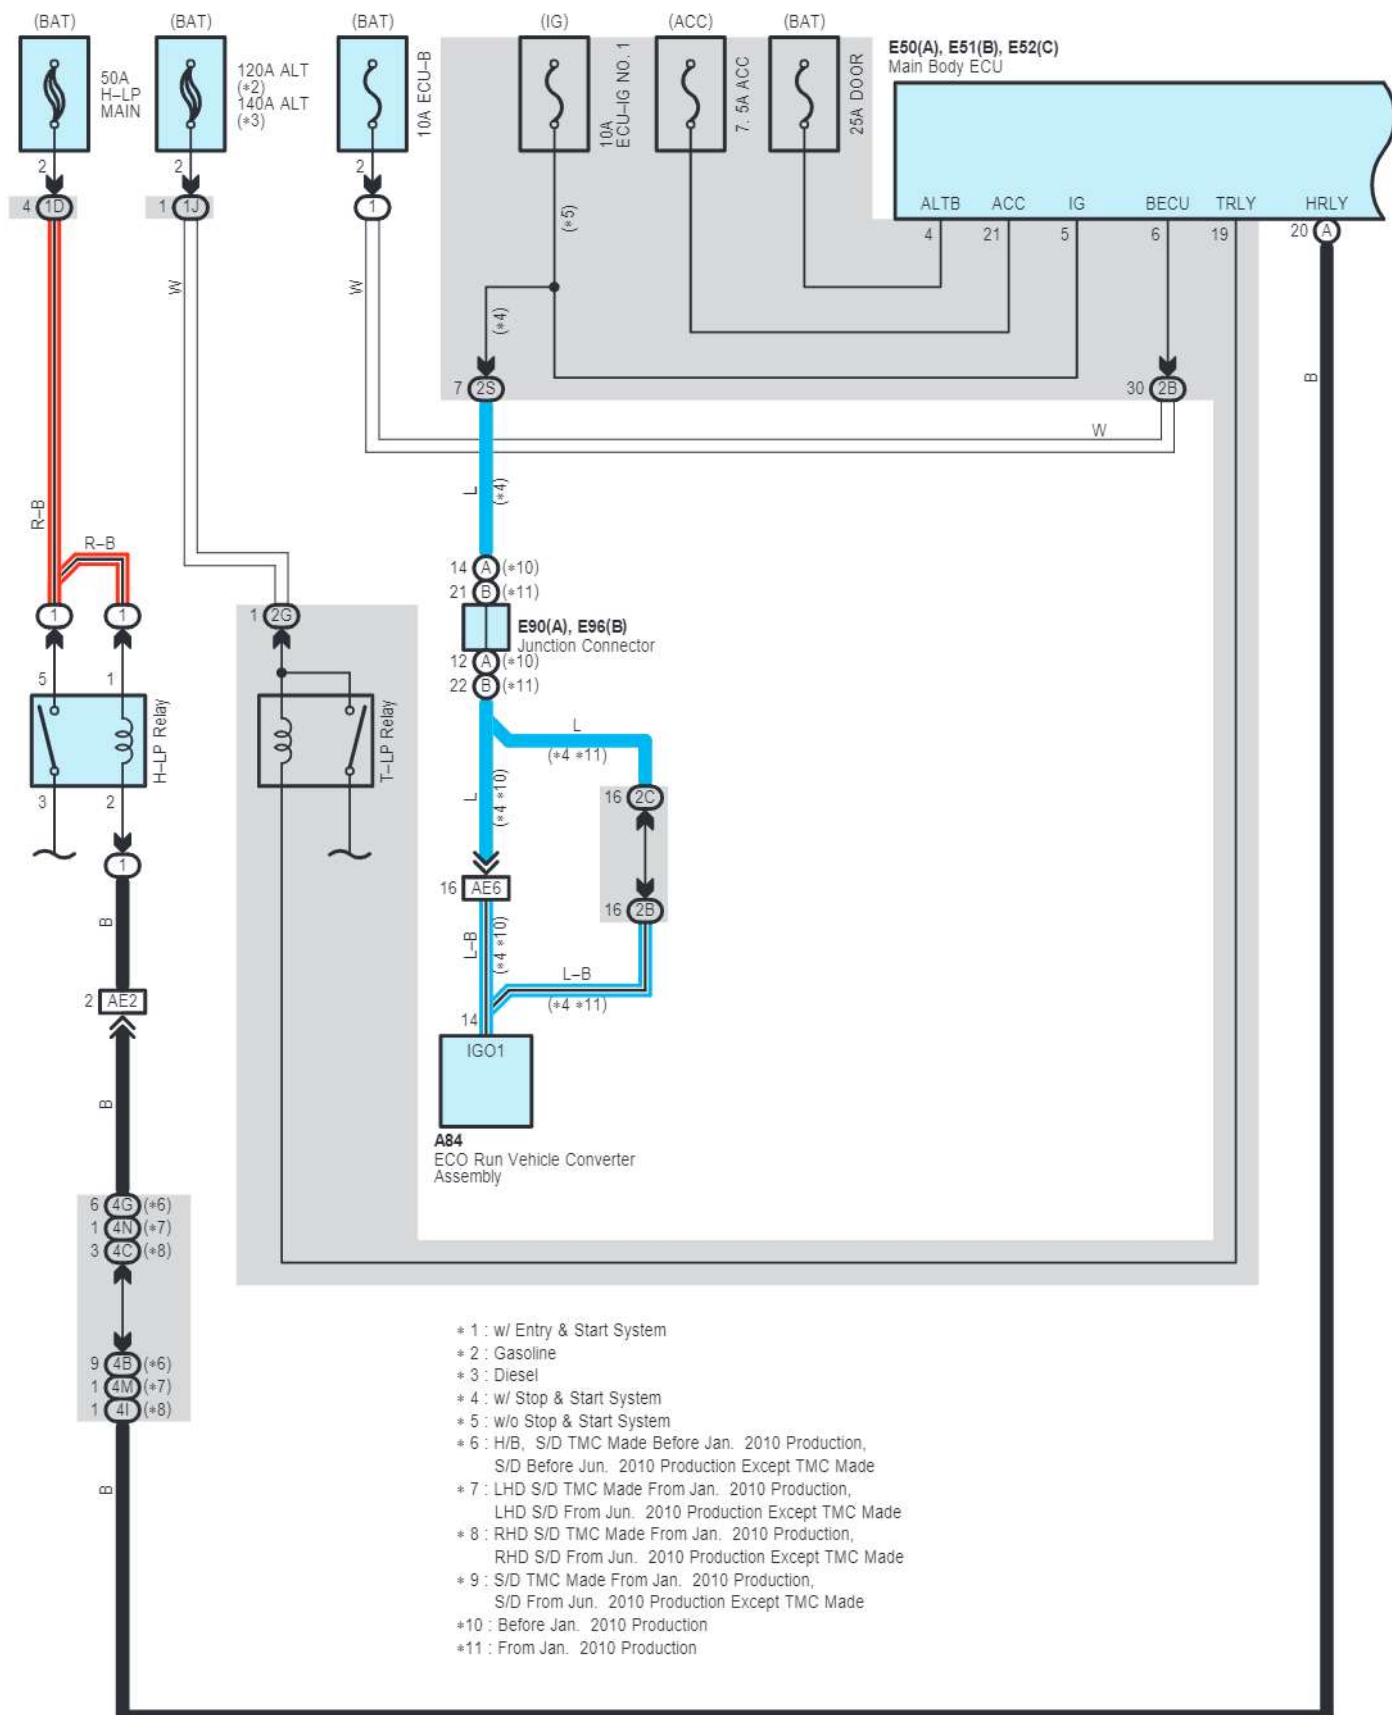 (BAT)
(BAT)
(BAT)
(IG)
(ACC)
(BAT)
50A
H-LP
MAIN
120A ALT
(*2)
140A ALT
(*3)
10A ECU-B
10A
ECU-IG NO. 1
7. 5A ACC
25A DOOR
E50(A), E51(B), E52(C)
Main Body ECU
ALTB
ACC
IG
BECU
TRLY
HRLY
2
2
2
4
21
5
6
19
20 A
4 1D
1 1J
1
(*5)
W
W
(*4)
B
7 2S
30 2B
W
L
(*4)
R-B
R-B
14 A (*10)
21 B (*11)
1
1
1 2G
E90(A), E96(B)
Junction Connector
12 A (*10)
22 B (*11)
5
1
H-LP Relay
T-LP Relay
L
(*4 *11)
L
(*4 *10)
3
2
16 2C
1
16 AE6
16 2B
B
L-B
(*4 *10)
L-B
(*4 *11)
2 AE2
14
IGO1
B
A84
ECO Run Vehicle Converter
Assembly
6 4G (*6)
1 4N (*7)
3 4C (*8)
9 4B (*6)
1 4M (*7)
1 4I (*8)
B
* 1 : w/ Entry & Start System
* 2 : Gasoline
* 3 : Diesel
* 4 : w/ Stop & Start System
* 5 : w/o Stop & Start System
* 6 : H/B, S/D TMC Made Before Jan. 2010 Production,
S/D Before Jun. 2010 Production Except TMC Made
* 7 : LHD S/D TMC Made From Jan. 2010 Production,
LHD S/D From Jun. 2010 Production Except TMC Made
* 8 : RHD S/D TMC Made From Jan. 2010 Production,
RHD S/D From Jun. 2010 Production Except TMC Made
* 9 : S/D TMC Made From Jan. 2010 Production,
S/D From Jun. 2010 Production Except TMC Made
*10 : Before Jan. 2010 Production
*11 : From Jan. 2010 Production